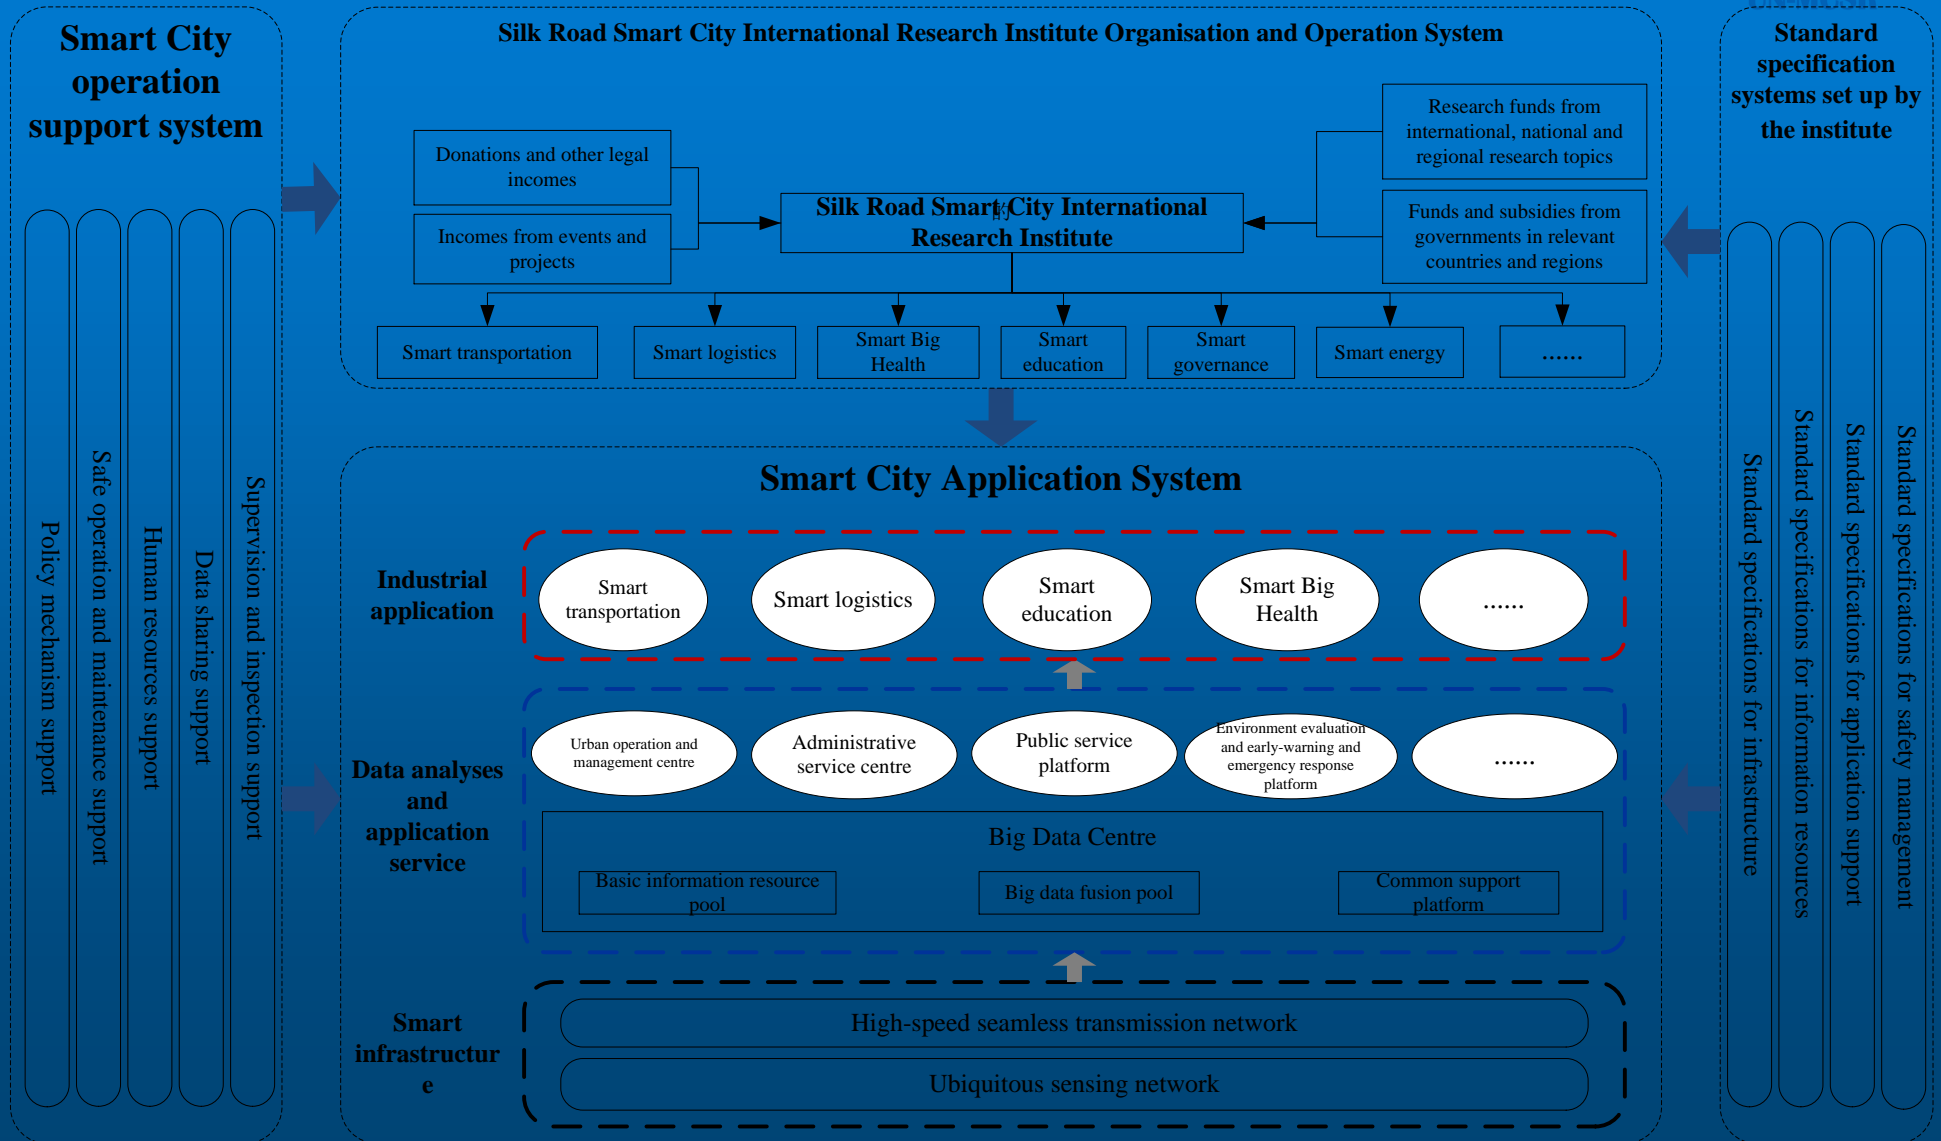 Smart City
operation
support system
Policy mechanism support
Safe operation and maintenance support
Human resources support
Data sharing support
Supervision and inspection support
Silk Road Smart City International Research Institute Organisation and Operation System
Donations and other legal
incomes
Incomes from events and
projects
Silk Road Smart City International
Research Institute
的
Research funds from
international, national and
regional research topics
Funds and subsidies from
governments in relevant
countries and regions
Smart transportation
Smart logistics
Smart Big
Health
Smart
education
Smart
governance
Smart energy
......
Smart City Application System
Industrial
application
Smart
transportation
Smart logistics
Smart
education
Smart Big
Health
......
Data analyses
and
application
service
Urban operation and
management centre
Administrative
service centre
Public service
platform
Environment evaluation
and early-warning and
emergency response
platform
......
Big Data Centre
Basic information resource
pool
Big data fusion pool
Common support
platform
Smart
infrastructur
e
High-speed seamless transmission network
Ubiquitous sensing network
Standard
specification
systems set up by
the institute
Standard specifications for infrastructure
Standard specifications for information resources
Standard specifications for application support
Standard specifications for safety management